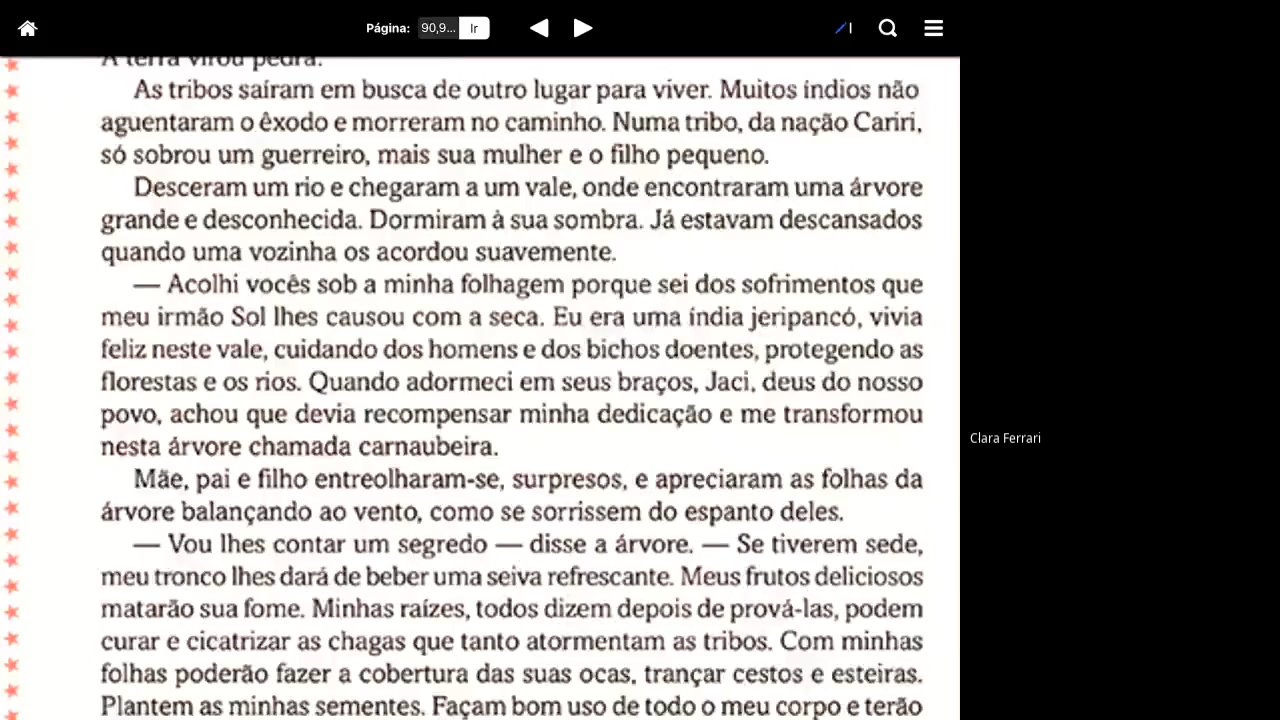 Página: 90,9... Ir
A terra virou pedra.
As tribos saíram em busca de outro lugar para viver. Muitos índios não
aguentaram o êxodo e morreram no caminho. Numa tribo, da nação Cariri,
só sobrou um guerreiro, mais sua mulher e o filho pequeno.
Desceram um rio e chegaram a um vale, onde encontraram uma árvore
grande e desconhecida. Dormiram à sua sombra. Já estavam descansados
quando uma vozinha os acordou suavemente.
— Acolhi vocês sob a minha folhagem porque sei dos sofrimentos que
meu irmão Sol lhes causou com a seca. Eu era uma índia jeripancó, vivia
feliz neste vale, cuidando dos homens e dos bichos doentes, protegendo as
florestas e os rios. Quando adormeci em seus braços, Jaci, deus do nosso
povo, achou que devia recompensar minha dedicação e me transformou
nesta árvore chamada carnaubeira.
Mãe, pai e filho entreolharam-se, surpresos, e apreciaram as folhas da
árvore balançando ao vento, como se sorrissem do espanto deles.
— Vou lhes contar um segredo — disse a árvore. — Se tiverem sede,
meu tronco lhes dará de beber uma seiva refrescante. Meus frutos deliciosos
matarão sua fome. Minhas raízes, todos dizem depois de prová-las, podem
curar e cicatrizar as chagas que tanto atormentam as tribos. Com minhas
folhas poderão fazer a cobertura das suas ocas, trançar cestos e esteiras.
Plantem as minhas sementes. Façam bom uso de todo o meu corpo e terão
Clara Ferrari